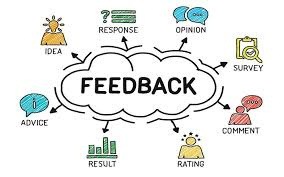 RESPONSE
OPINION
IDEA
SURVEY
FEEDBACK
ADVICE
COMMENT
RESULT
RATING